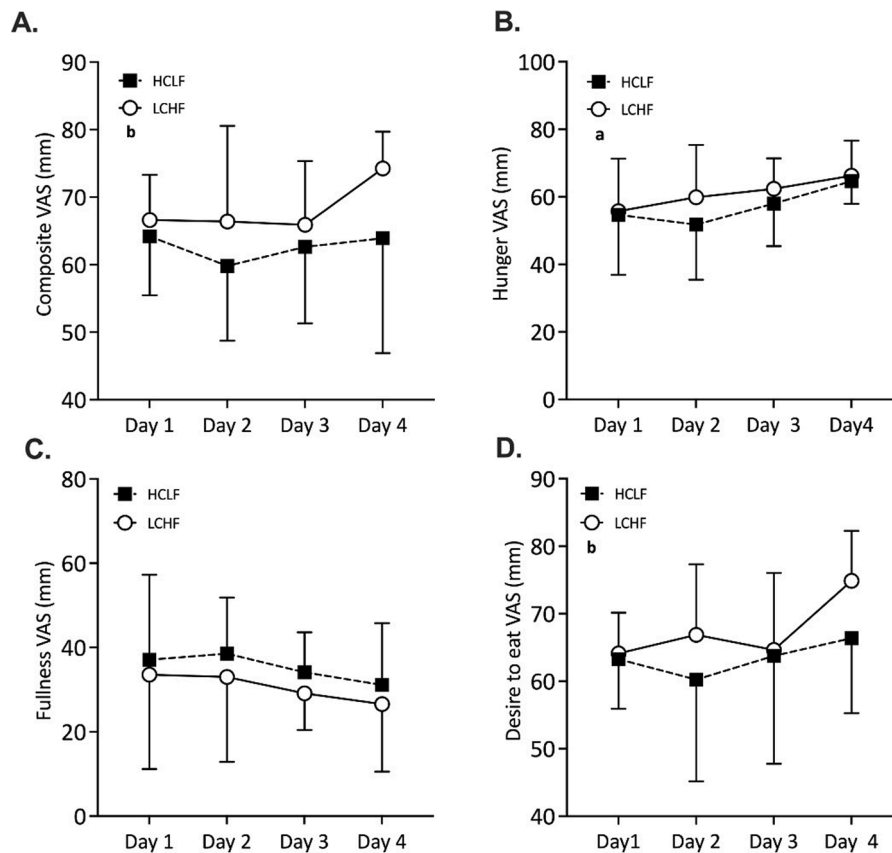 A.
Composite VAS (mm)
90
80
70
60
50
40
HCLF
LCHF
b
Day 1 Day 2 Day 3 Day 4
B.
Hunger VAS (mm)
100
80
60
40
20
0
HCLF
LCHF
a
Day 1 Day 2 Day 3 Day4
C.
Fullness VAS (mm)
80
60
40
20
0
HCLF
LCHF
Day 1 Day 2 Day 3 Day 4
D.
Desire to eat VAS (mm)
90
80
70
60
50
40
HCLF
LCHF
b
Day1 Day 2 Day 3 Day 4